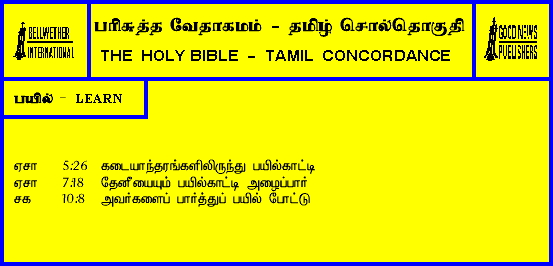 BELLWETHER
INTERNATIONAL
பரிசுத்த வேதாகமம் - தமிழ் சொல்தொகுதி
THE HOLY BIBLE - TAMIL CONCORDANCE
GOOD NEWS
PUBLISHERS
பயில் - LEARN
ஏசா 5:26 கடையாந்தரங்களிலிருந்து பயில்காட்டி
ஏசா 7:18 தேனீயையும் பயில்காட்டி அழைப்பார்
சக 10:8 அவர்களைப் பார்த்துப் பயில் போட்டு